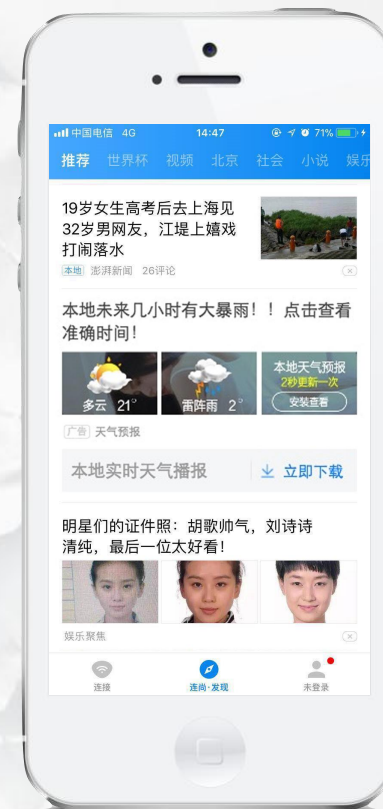 中国电信 4G 14:47 71%
推荐 世界杯 视频 北京 社会 小说 娱乐
19岁女生高考后去上海见
32岁男网友，江堤上嬉戏
打闹落水
本地 澎湃新闻 26评论
本地未来几小时有大暴雨！！点击查看
准确时间！
多云 21°
雷阵雨 2°
本地天气预报
2秒更新一次
安装查看
广告 天气预报
本地实时天气播报 立即下载
明星们的证件照：胡歌帅气，刘诗诗
清纯，最后一位太好看！
娱乐聚焦
连接 连尚·发现 未登录